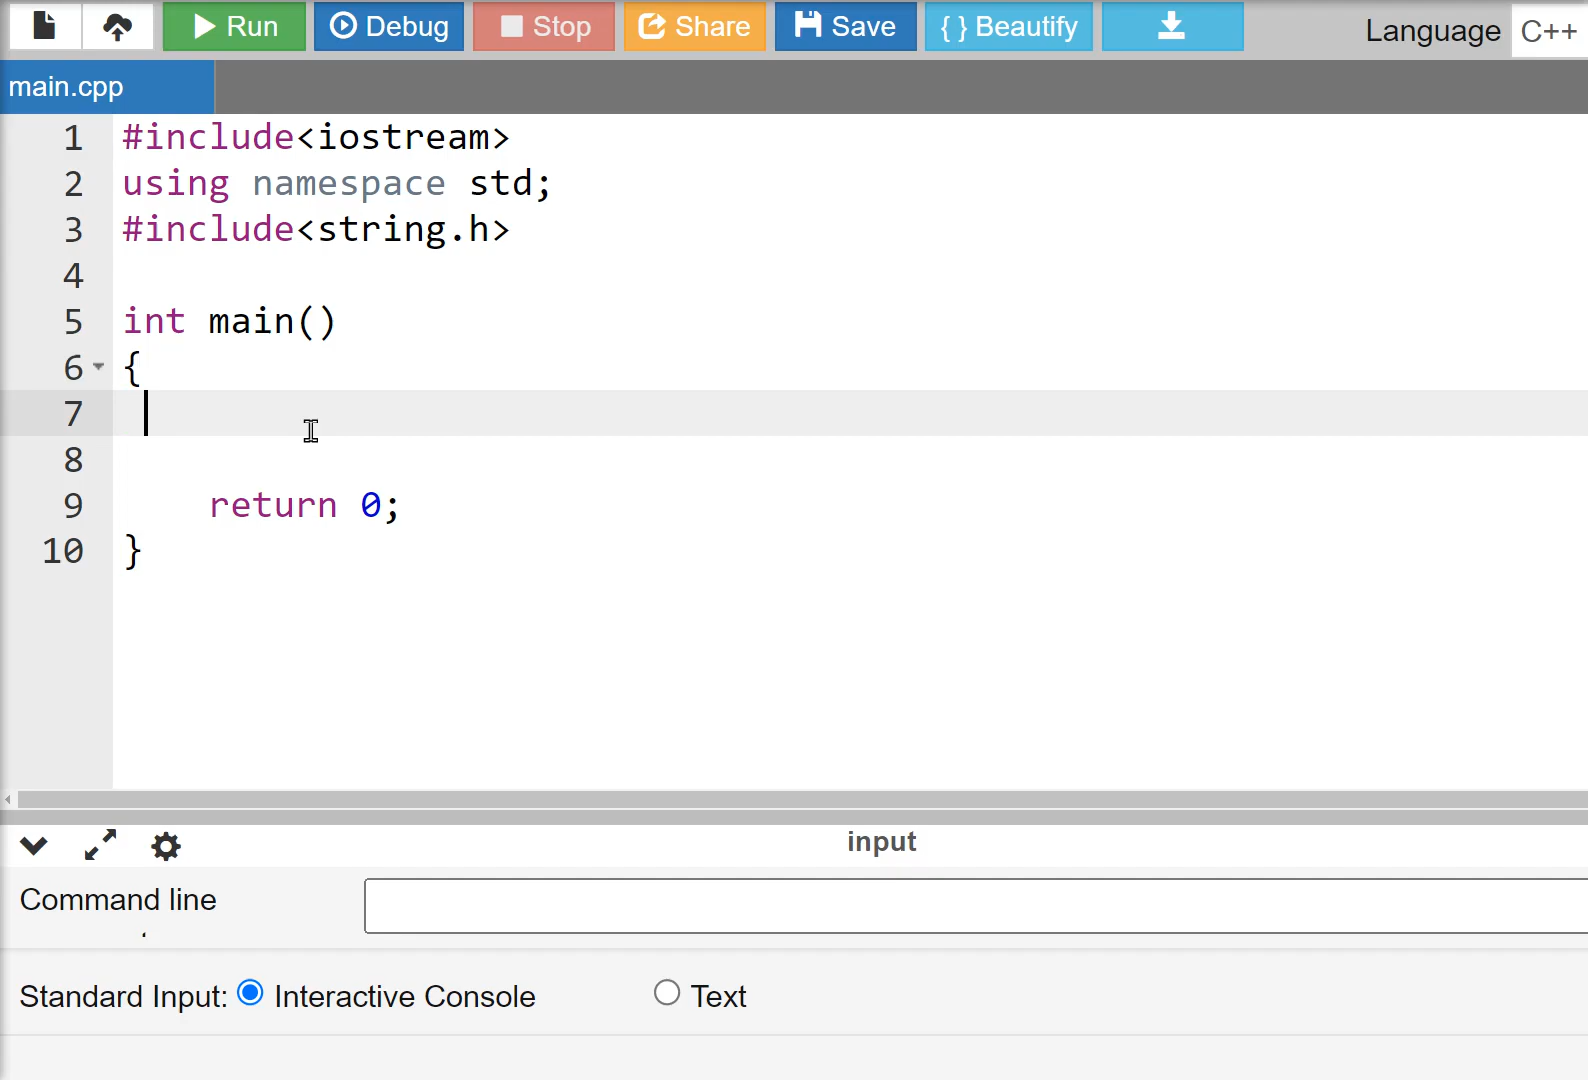 Run Debug Stop Share Save { } Beautify Language C++
main.cpp
1 #include<iostream>
2 using namespace std;
3 #include<string.h>
4
5 int main()
6 {
7
8
9 return 0;
10 }
input
Command line
Standard Input: Interactive Console Text